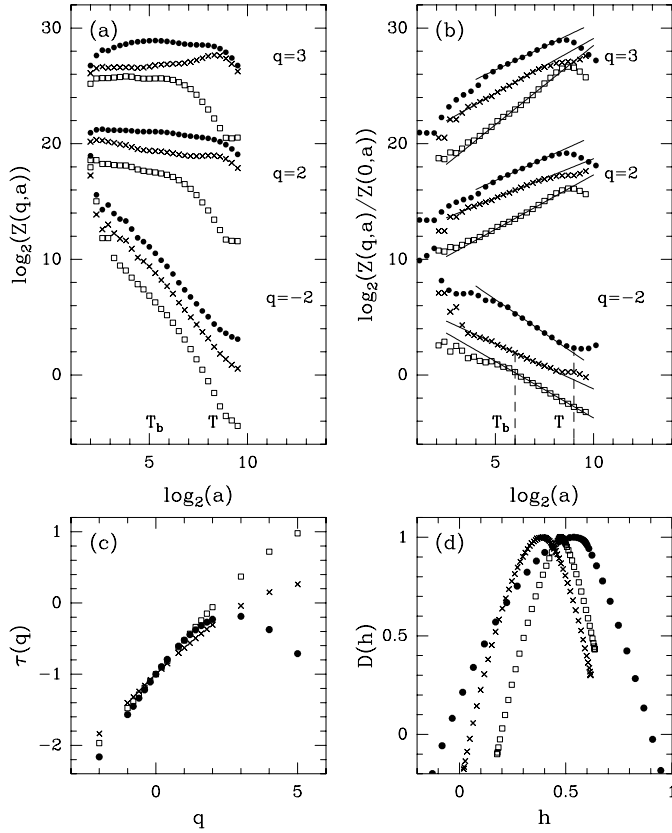 (a)
30
20
10
0
log₂(Z(q,a))
q=3
q=2
q=-2
T_b
T
5
10
log₂(a)
(b)
30
20
10
0
log₂(Z(q,a)/Z(0,a))
q=3
q=2
q=-2
T_b
T
5
10
log₂(a)
(c)
1
0
-1
-2
τ(q)
0
5
q
(d)
1
0.5
0
D(h)
0
0.5
1
h